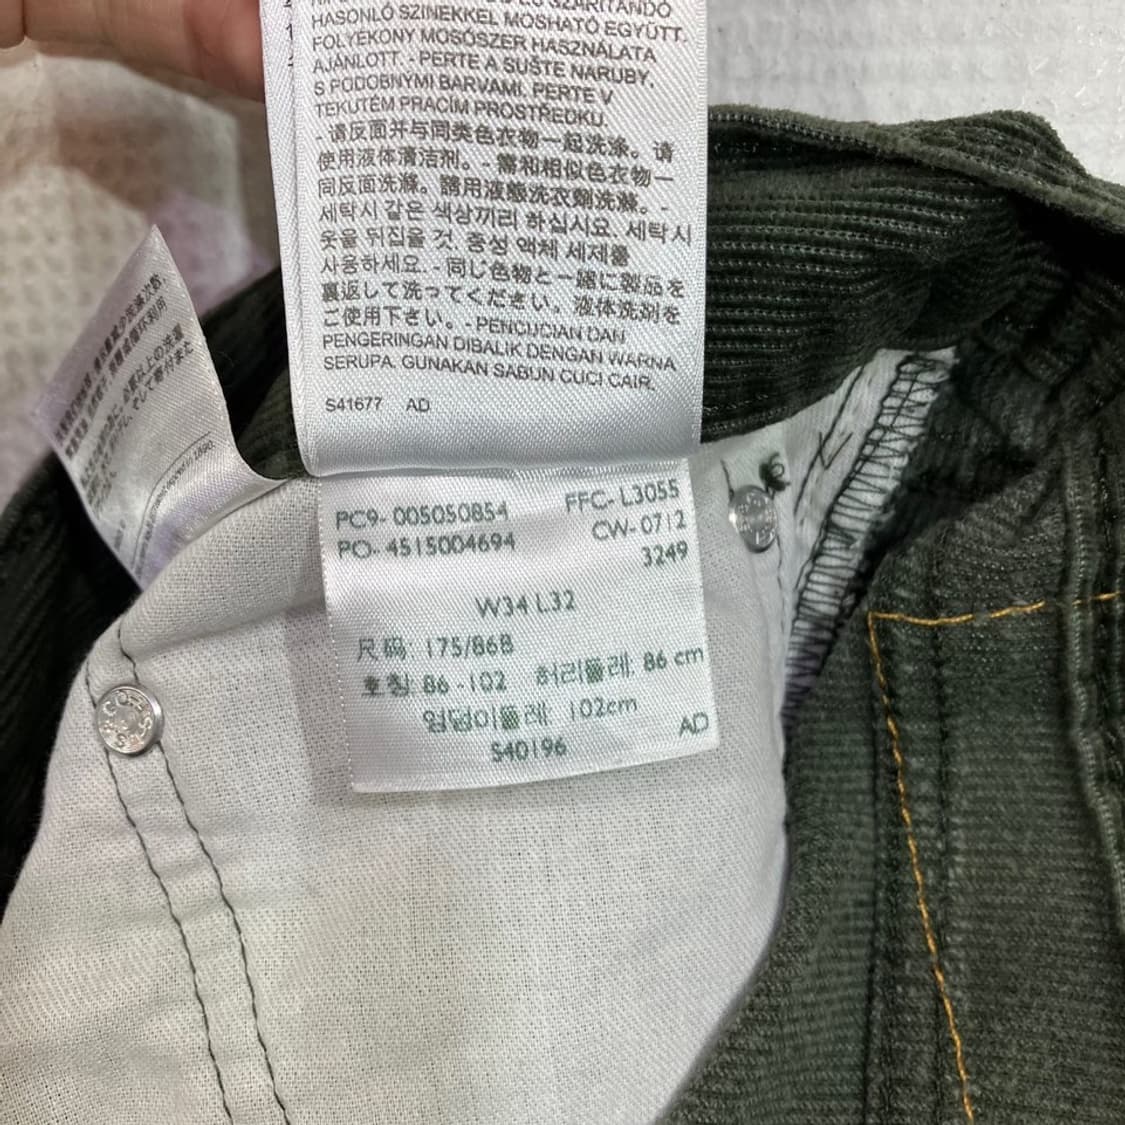 HASONLÓ SZINEKKEL MOSHATÓ EGYÜTT.
FOLYÉKONY MOSÓSZER HASZNÁLATA
AJÁNLOTT. - PERTE A SUŠTE NARUBY,
S PODOBNÝMI BARVAMI. PERTE V
TEKUTÉM PRACÍM PROSTŘEDKU.
- 请反面并与同类色衣物一起洗涤。请
使用液体清洁剂。- 需和相似色衣物一
同反面洗滌。請用液態洗衣劑洗滌。-
세탁시 같은 색상끼리 하십시요. 세탁시
옷을 뒤집을 것. 중성 액체 세제를
사용하세요. - 同じ色物と一緒に製品を
裏返して洗ってください。液体洗剤を
ご使用下さい。- PENCUCIAN DAN
PENGERINGAN DIBALIK DENGAN WARNA
SERUPA. GUNAKAN SABUN CUCI CAIR.
S41677 AD
PC9- 005050854 FFC- L3055
PO- 4515004694 CW- 0712
3249
W34 L32
尺码: 175/86B
호칭: 86 -102 허리둘레: 86 cm
엉덩이둘레: 102cm
S40196 AD